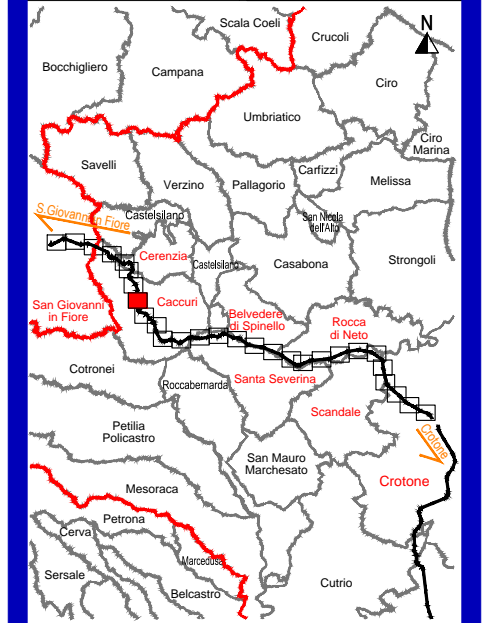 Scala Coeli
Crucoli
N
Bocchigliero
Campana
Ciro
Umbriatico
Ciro
Marina
Savelli
Verzino
Pallagorio
Carfizzi
Melissa
S.Giovanni in Fiore
Castelsilano
San Nicola
dell'Alto
Cerenzia
Castelsilano
Casabona
Strongoli
San Giovanni
in Fiore
Caccuri
Belvedere
di Spinello
Rocca
di Neto
Cotronei
Roccabernarda
Santa Severina
Scandale
Petilia
Policastro
Crotone
San Mauro
Marchesato
Crotone
Mesoraca
Petrona
Cerva
Marcedusa
Sersale
Belcastro
Cutrio